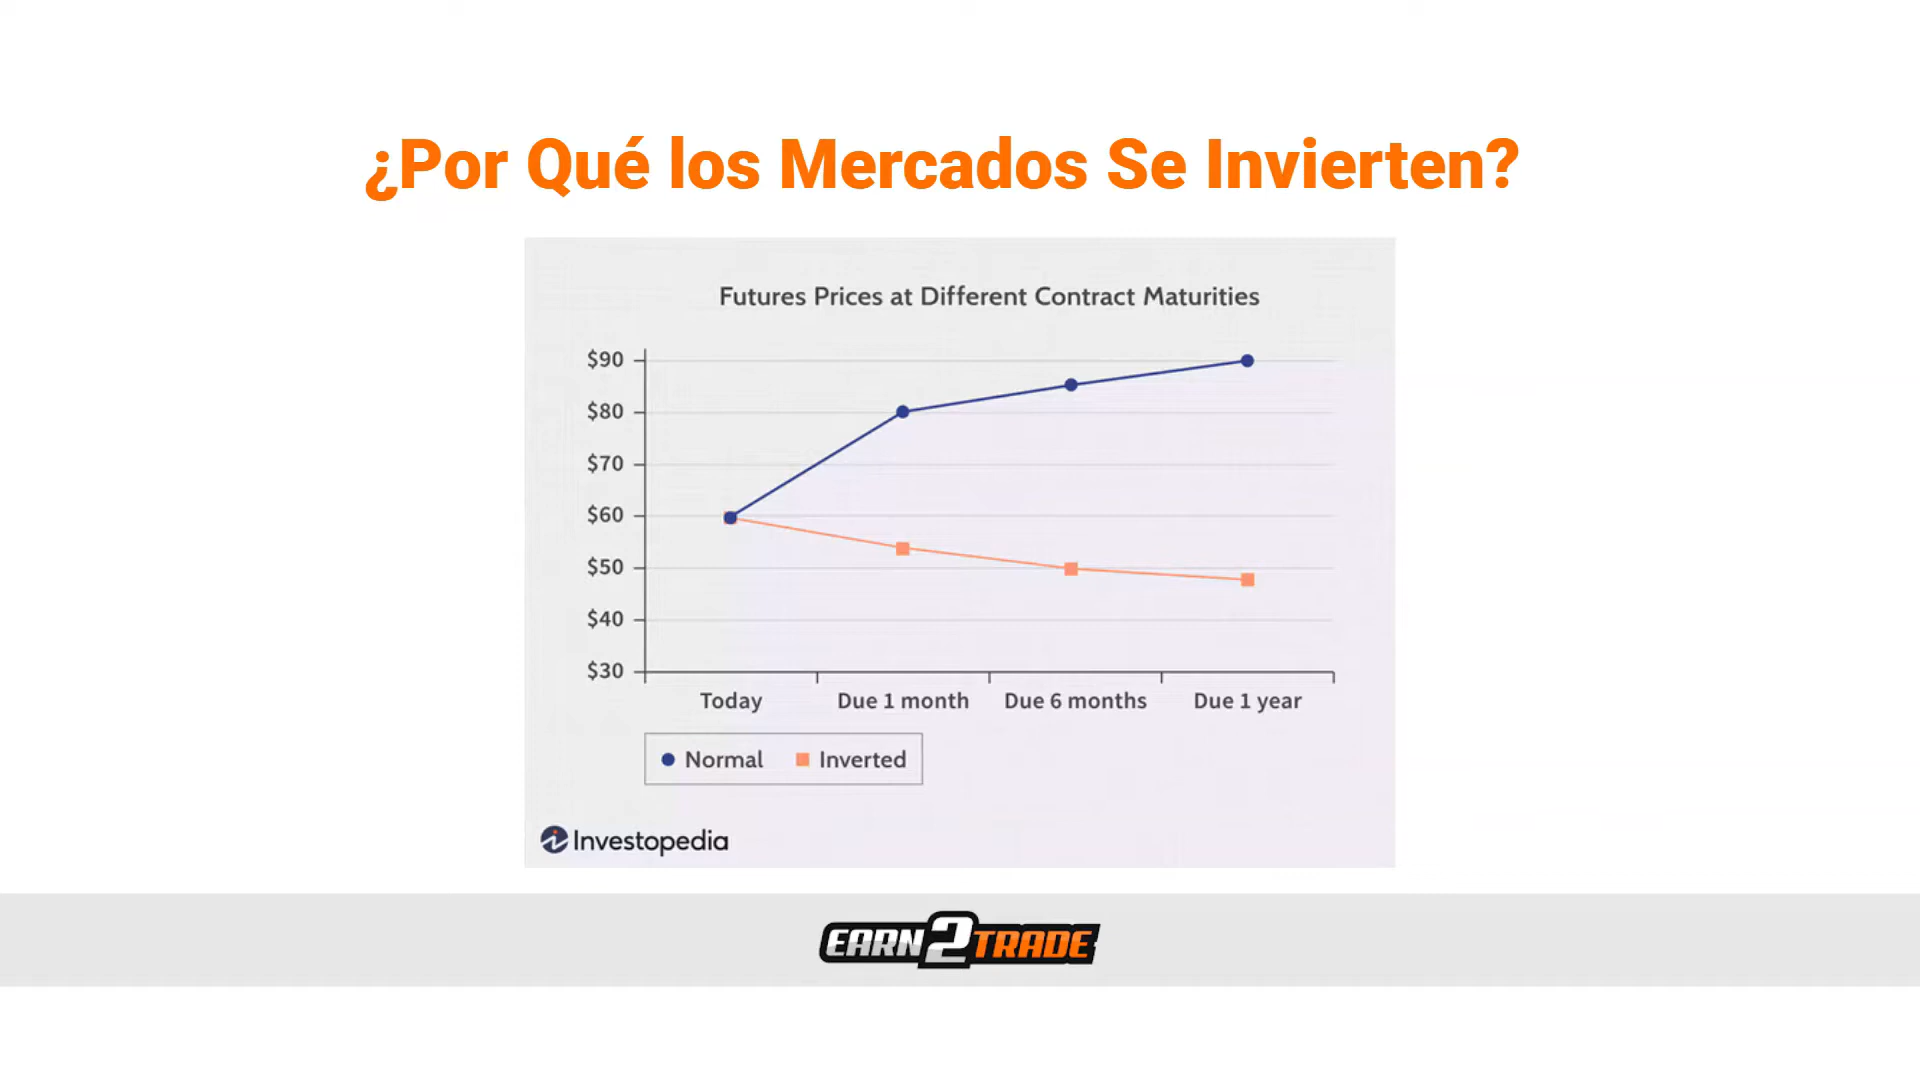 ¿Por Qué los Mercados Se Invierten?
Futures Prices at Different Contract Maturities
$90
$80
$70
$60
$50
$40
$30
Today Due 1 month Due 6 months Due 1 year
Normal Inverted
Investopedia
EARN2TRADE